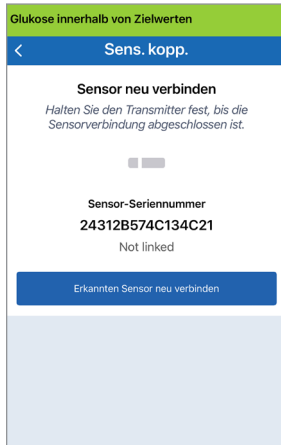 Glukose innerhalb von Zielwerten
Sens. kopp.
Sensor neu verbinden
Halten Sie den Transmitter fest, bis die
Sensorverbindung abgeschlossen ist.
Sensor-Seriennummer
24312B574C134C21
Not linked
Erkannten Sensor neu verbinden